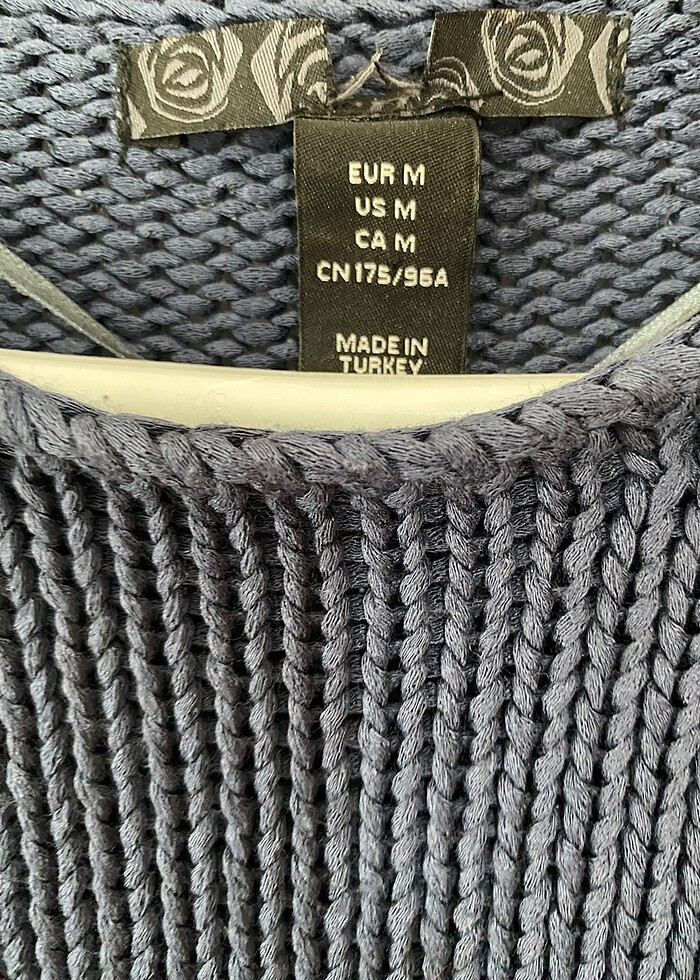 EUR M
US M
CA M
CN 175/96A
MADE IN
TURKEY